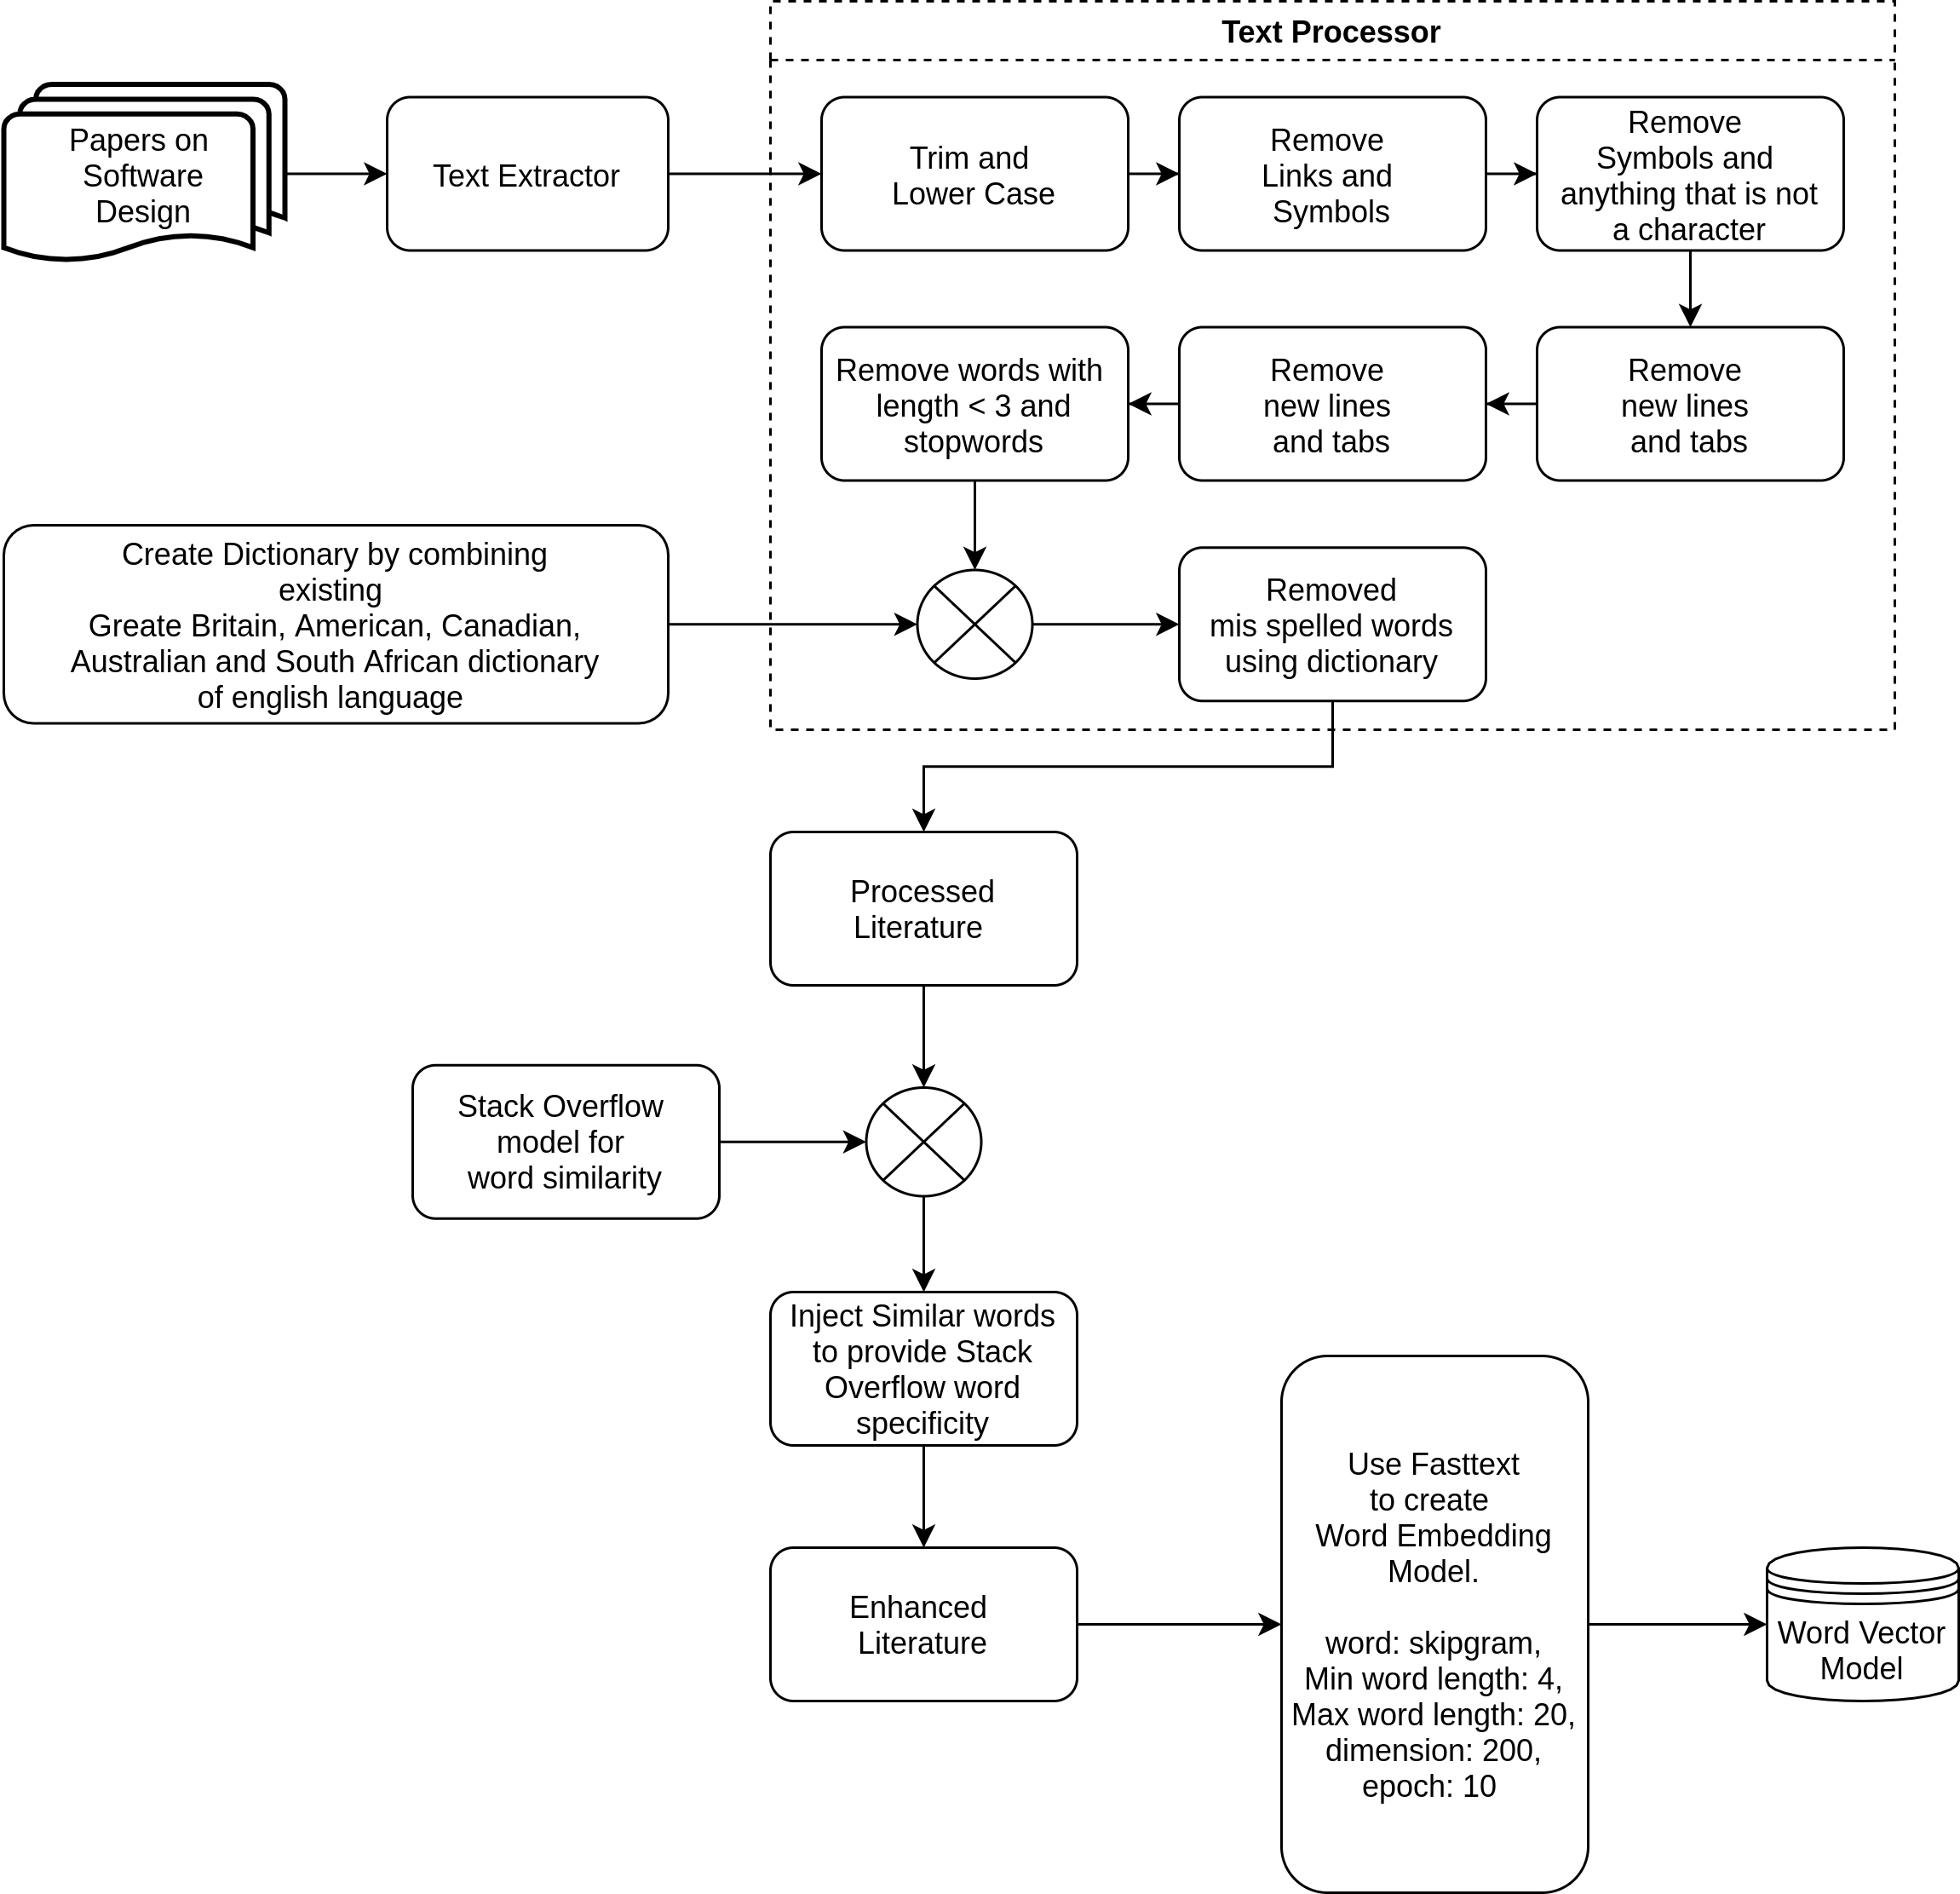 Text Processor
Papers on
Software
Design
Text Extractor
Trim and
Lower Case
Remove
Links and
Symbols
Remove
Symbols and
anything that is not
a character
Remove words with
length < 3 and
stopwords
Remove
new lines
and tabs
Remove
new lines
and tabs
Create Dictionary by combining
existing
Greate Britain, American, Canadian,
Australian and South African dictionary
of english language
Removed
mis spelled words
using dictionary
Processed
Literature
Stack Overflow
model for
word similarity
Inject Similar words
to provide Stack
Overflow word
specificity
Enhanced
Literature
Use Fasttext
to create
Word Embedding
Model.
word: skipgram,
Min word length: 4,
Max word length: 20,
dimension: 200,
epoch: 10
Word Vector
Model